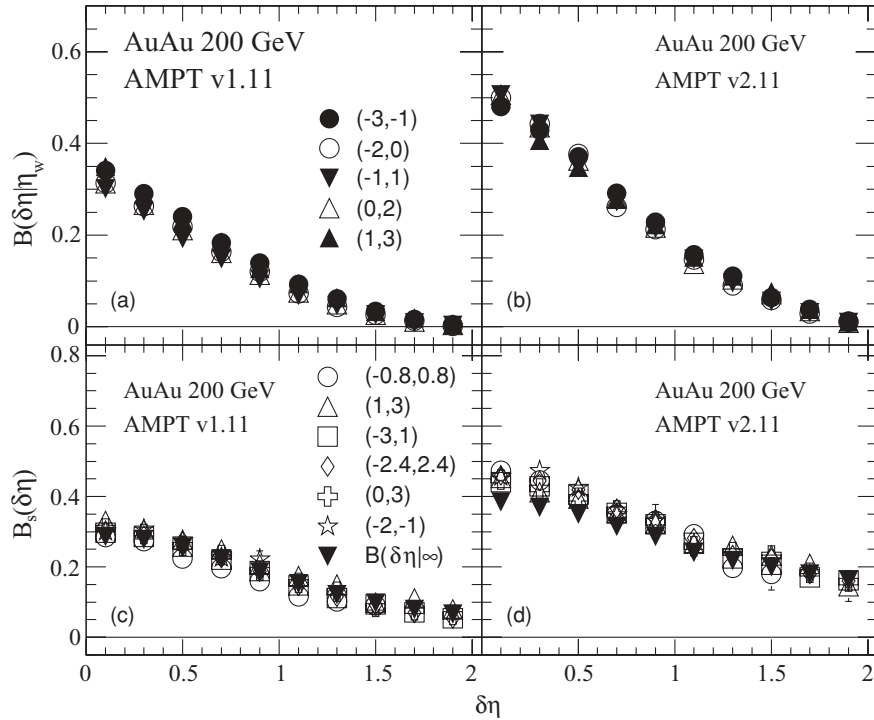 AuAu 200 GeV
AMPT v1.11
(-3,-1)
(-2,0)
(-1,1)
(0,2)
(1,3)
(a)
B(δη|η_w)
0.6
0.4
0.2
0
AuAu 200 GeV
AMPT v2.11
(b)
AuAu 200 GeV
AMPT v1.11
(-0.8,0.8)
(1,3)
(-3,1)
(-2.4,2.4)
(0,3)
(-2,-1)
B(δη|∞)
(c)
B_s(δη)
0.8
0.6
0.4
0.2
0
AuAu 200 GeV
AMPT v2.11
(d)
0 0.5 1 1.5 2
0.5 1 1.5 2
δη